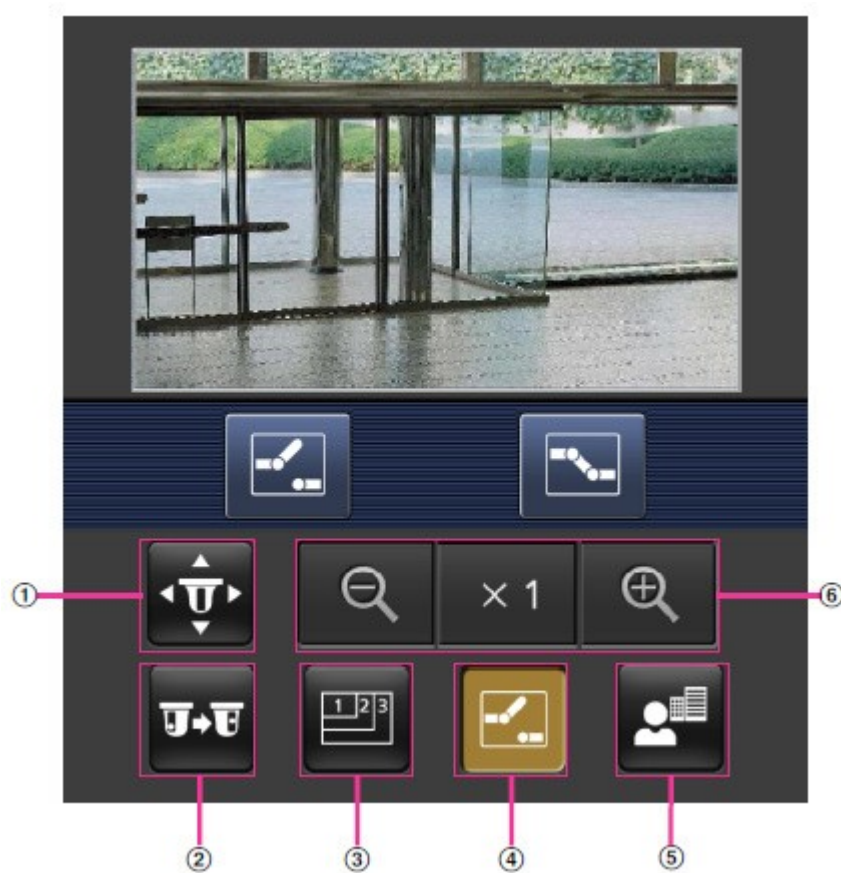 ①
× 1
⑥
1 2 3
② ③ ④ ⑤